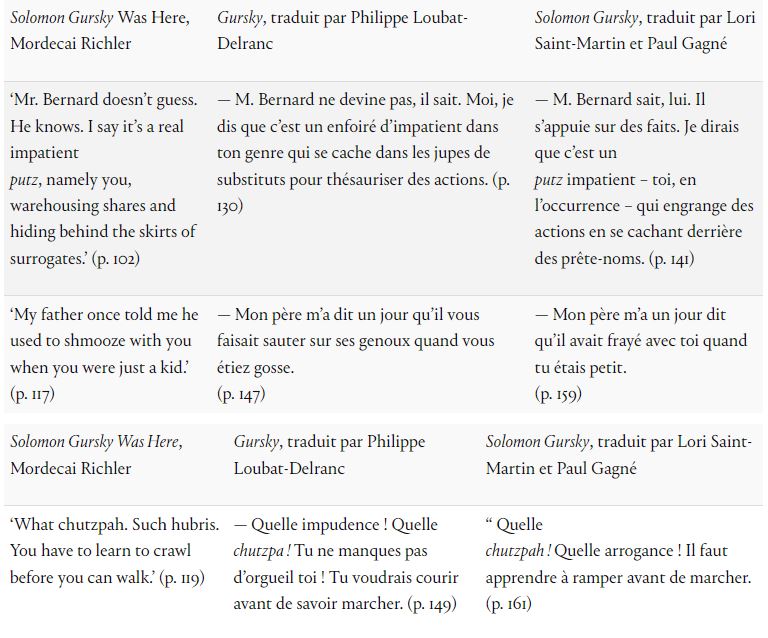 Solomon Gursky Was Here,
Mordecai Richler
Gursky, traduit par Philippe Loubat-
Delranc
Solomon Gursky, traduit par Lori
Saint-Martin et Paul Gagné
‘Mr. Bernard doesn’t guess.
He knows. I say it’s a real
impatient
putz, namely you,
warehousing shares and
hiding behind the skirts of
surrogates.’ (p. 102)
— M. Bernard ne devine pas, il sait. Moi, je
dis que c’est un enfoiré d’impatient dans
ton genre qui se cache dans les jupes de
substituts pour thésauriser des actions. (p.
130)
— M. Bernard sait, lui. Il
s’appuie sur des faits. Je dirais
que c’est un
putz impatient – toi, en
l’occurrence – qui engrange des
actions en se cachant derrière
des prête-noms. (p. 141)
‘My father once told me he
used to shmooze with you
when you were just a kid.’
(p. 117)
— Mon père m’a dit un jour qu’il vous
faisait sauter sur ses genoux quand vous
étiez gosse.
(p. 147)
— Mon père m’a un jour dit
qu’il avait frayé avec toi quand
tu étais petit.
(p. 159)
Solomon Gursky Was Here,
Mordecai Richler
Gursky, traduit par Philippe
Loubat-Delranc
Solomon Gursky, traduit par Lori Saint-
Martin et Paul Gagné
‘What chutzpah. Such hubris.
You have to learn to crawl
before you can walk.’ (p. 119)
— Quelle impudence ! Quelle
chutzpa ! Tu ne manques pas
d’orgueil toi ! Tu voudrais courir
avant de savoir marcher. (p. 149)
“ Quelle
chutzpah ! Quelle arrogance ! Il faut
apprendre à ramper avant de marcher.
(p. 161)